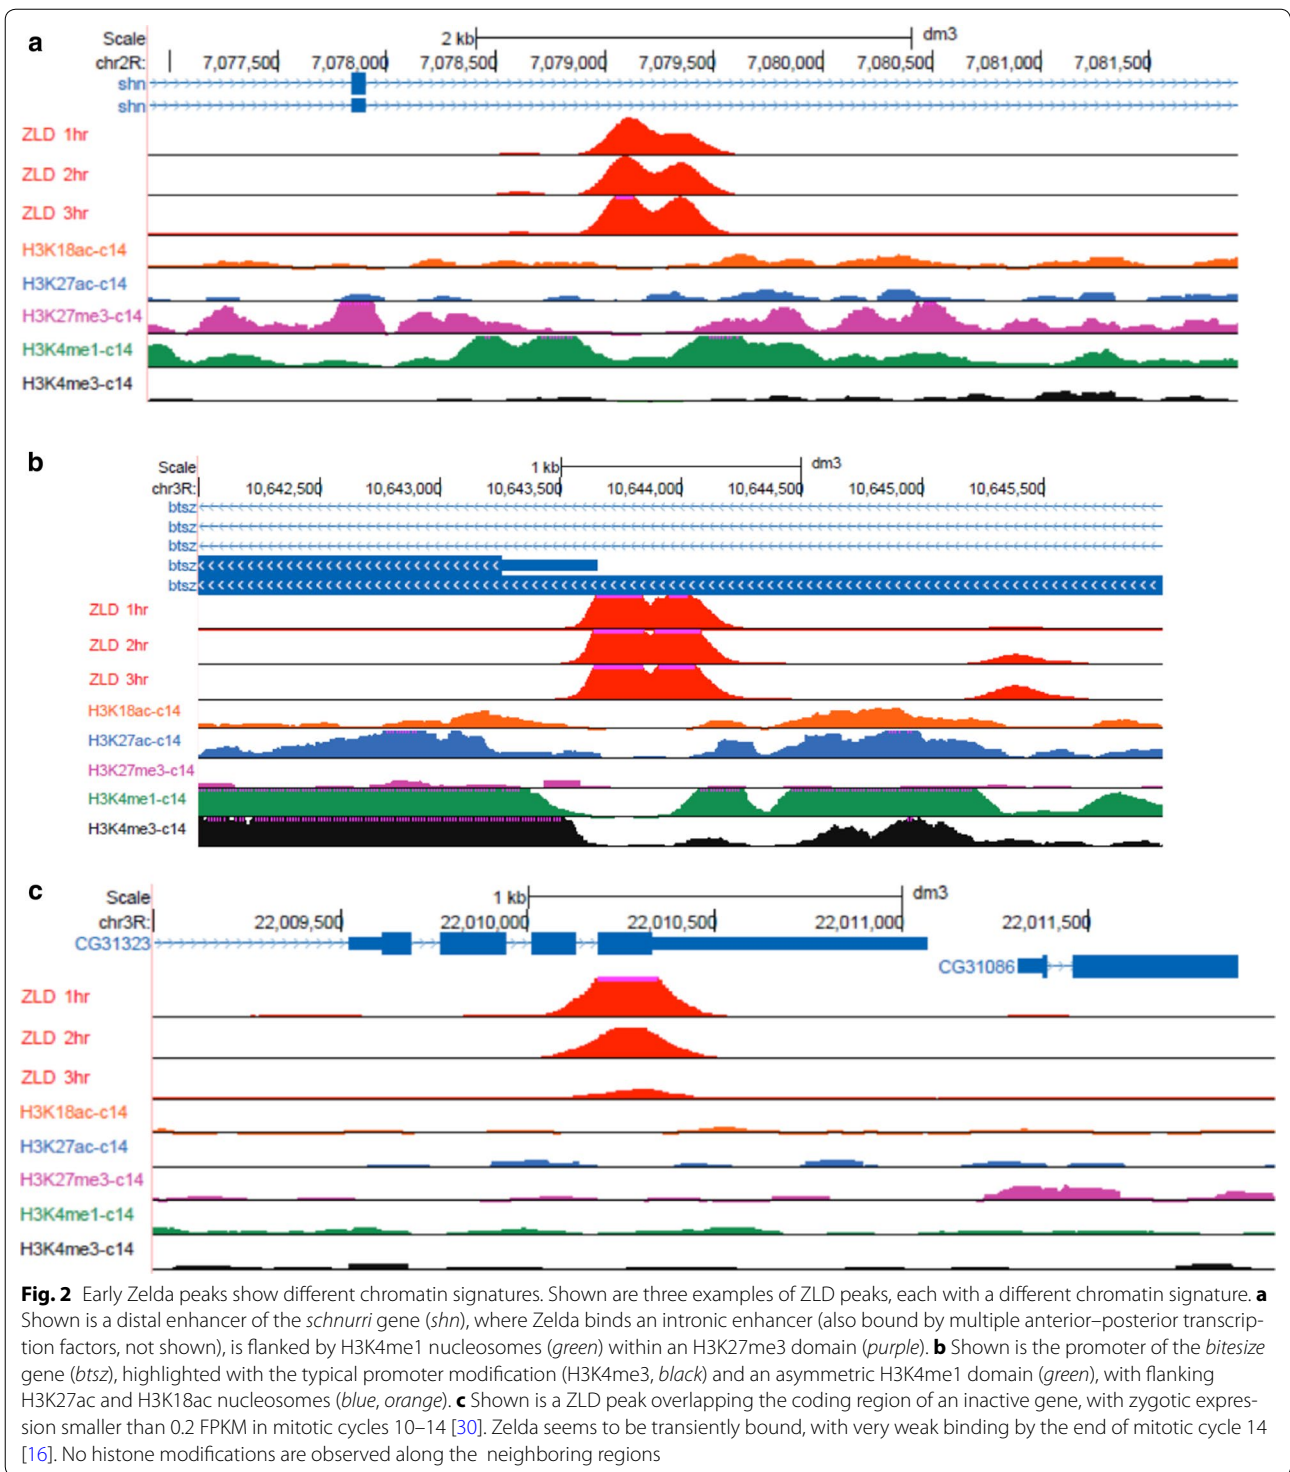 a
Scale 2 kb dm3
chr2R: 7,077,500 7,078,000 7,078,500 7,079,000 7,079,500 7,080,000 7,080,500 7,081,000 7,081,500
shn
shn
ZLD 1hr
ZLD 2hr
ZLD 3hr
H3K18ac-c14
H3K27ac-c14
H3K27me3-c14
H3K4me1-c14
H3K4me3-c14
b
Scale 1 kb dm3
chr3R: 10,642,500 10,643,000 10,643,500 10,644,000 10,644,500 10,645,000 10,645,500
btsz
btsz
btsz
btsz
btsz
ZLD 1hr
ZLD 2hr
ZLD 3hr
H3K18ac-c14
H3K27ac-c14
H3K27me3-c14
H3K4me1-c14
H3K4me3-c14
c
Scale 1 kb dm3
chr3R: 22,009,500 22,010,000 22,010,500 22,011,000 22,011,500
CG31323
CG31086
ZLD 1hr
ZLD 2hr
ZLD 3hr
H3K18ac-c14
H3K27ac-c14
H3K27me3-c14
H3K4me1-c14
H3K4me3-c14
Fig. 2 Early Zelda peaks show different chromatin signatures. Shown are three examples of ZLD peaks, each with a different chromatin signature. a
Shown is a distal enhancer of the schnurri gene (shn), where Zelda binds an intronic enhancer (also bound by multiple anterior–posterior transcrip-
tion factors, not shown), is flanked by H3K4me1 nucleosomes (green) within an H3K27me3 domain (purple). b Shown is the promoter of the bitesize
gene (btsz), highlighted with the typical promoter modification (H3K4me3, black) and an asymmetric H3K4me1 domain (green), with flanking
H3K27ac and H3K18ac nucleosomes (blue, orange). c Shown is a ZLD peak overlapping the coding region of an inactive gene, with zygotic expres-
sion smaller than 0.2 FPKM in mitotic cycles 10–14 [30]. Zelda seems to be transiently bound, with very weak binding by the end of mitotic cycle 14
[16]. No histone modifications are observed along the neighboring regions